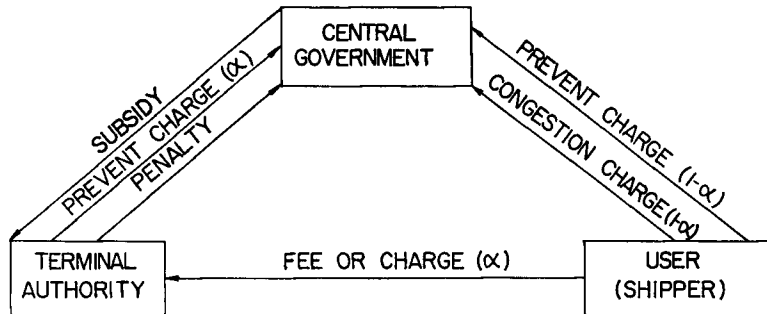 CENTRAL
GOVERNMENT
SUBSIDY
PREVENT CHARGE (α)
PENALTY
PREVENT CHARGE (1-α)
CONGESTION CHARGE (1-α)
TERMINAL
AUTHORITY
FEE OR CHARGE (α)
USER
(SHIPPER)